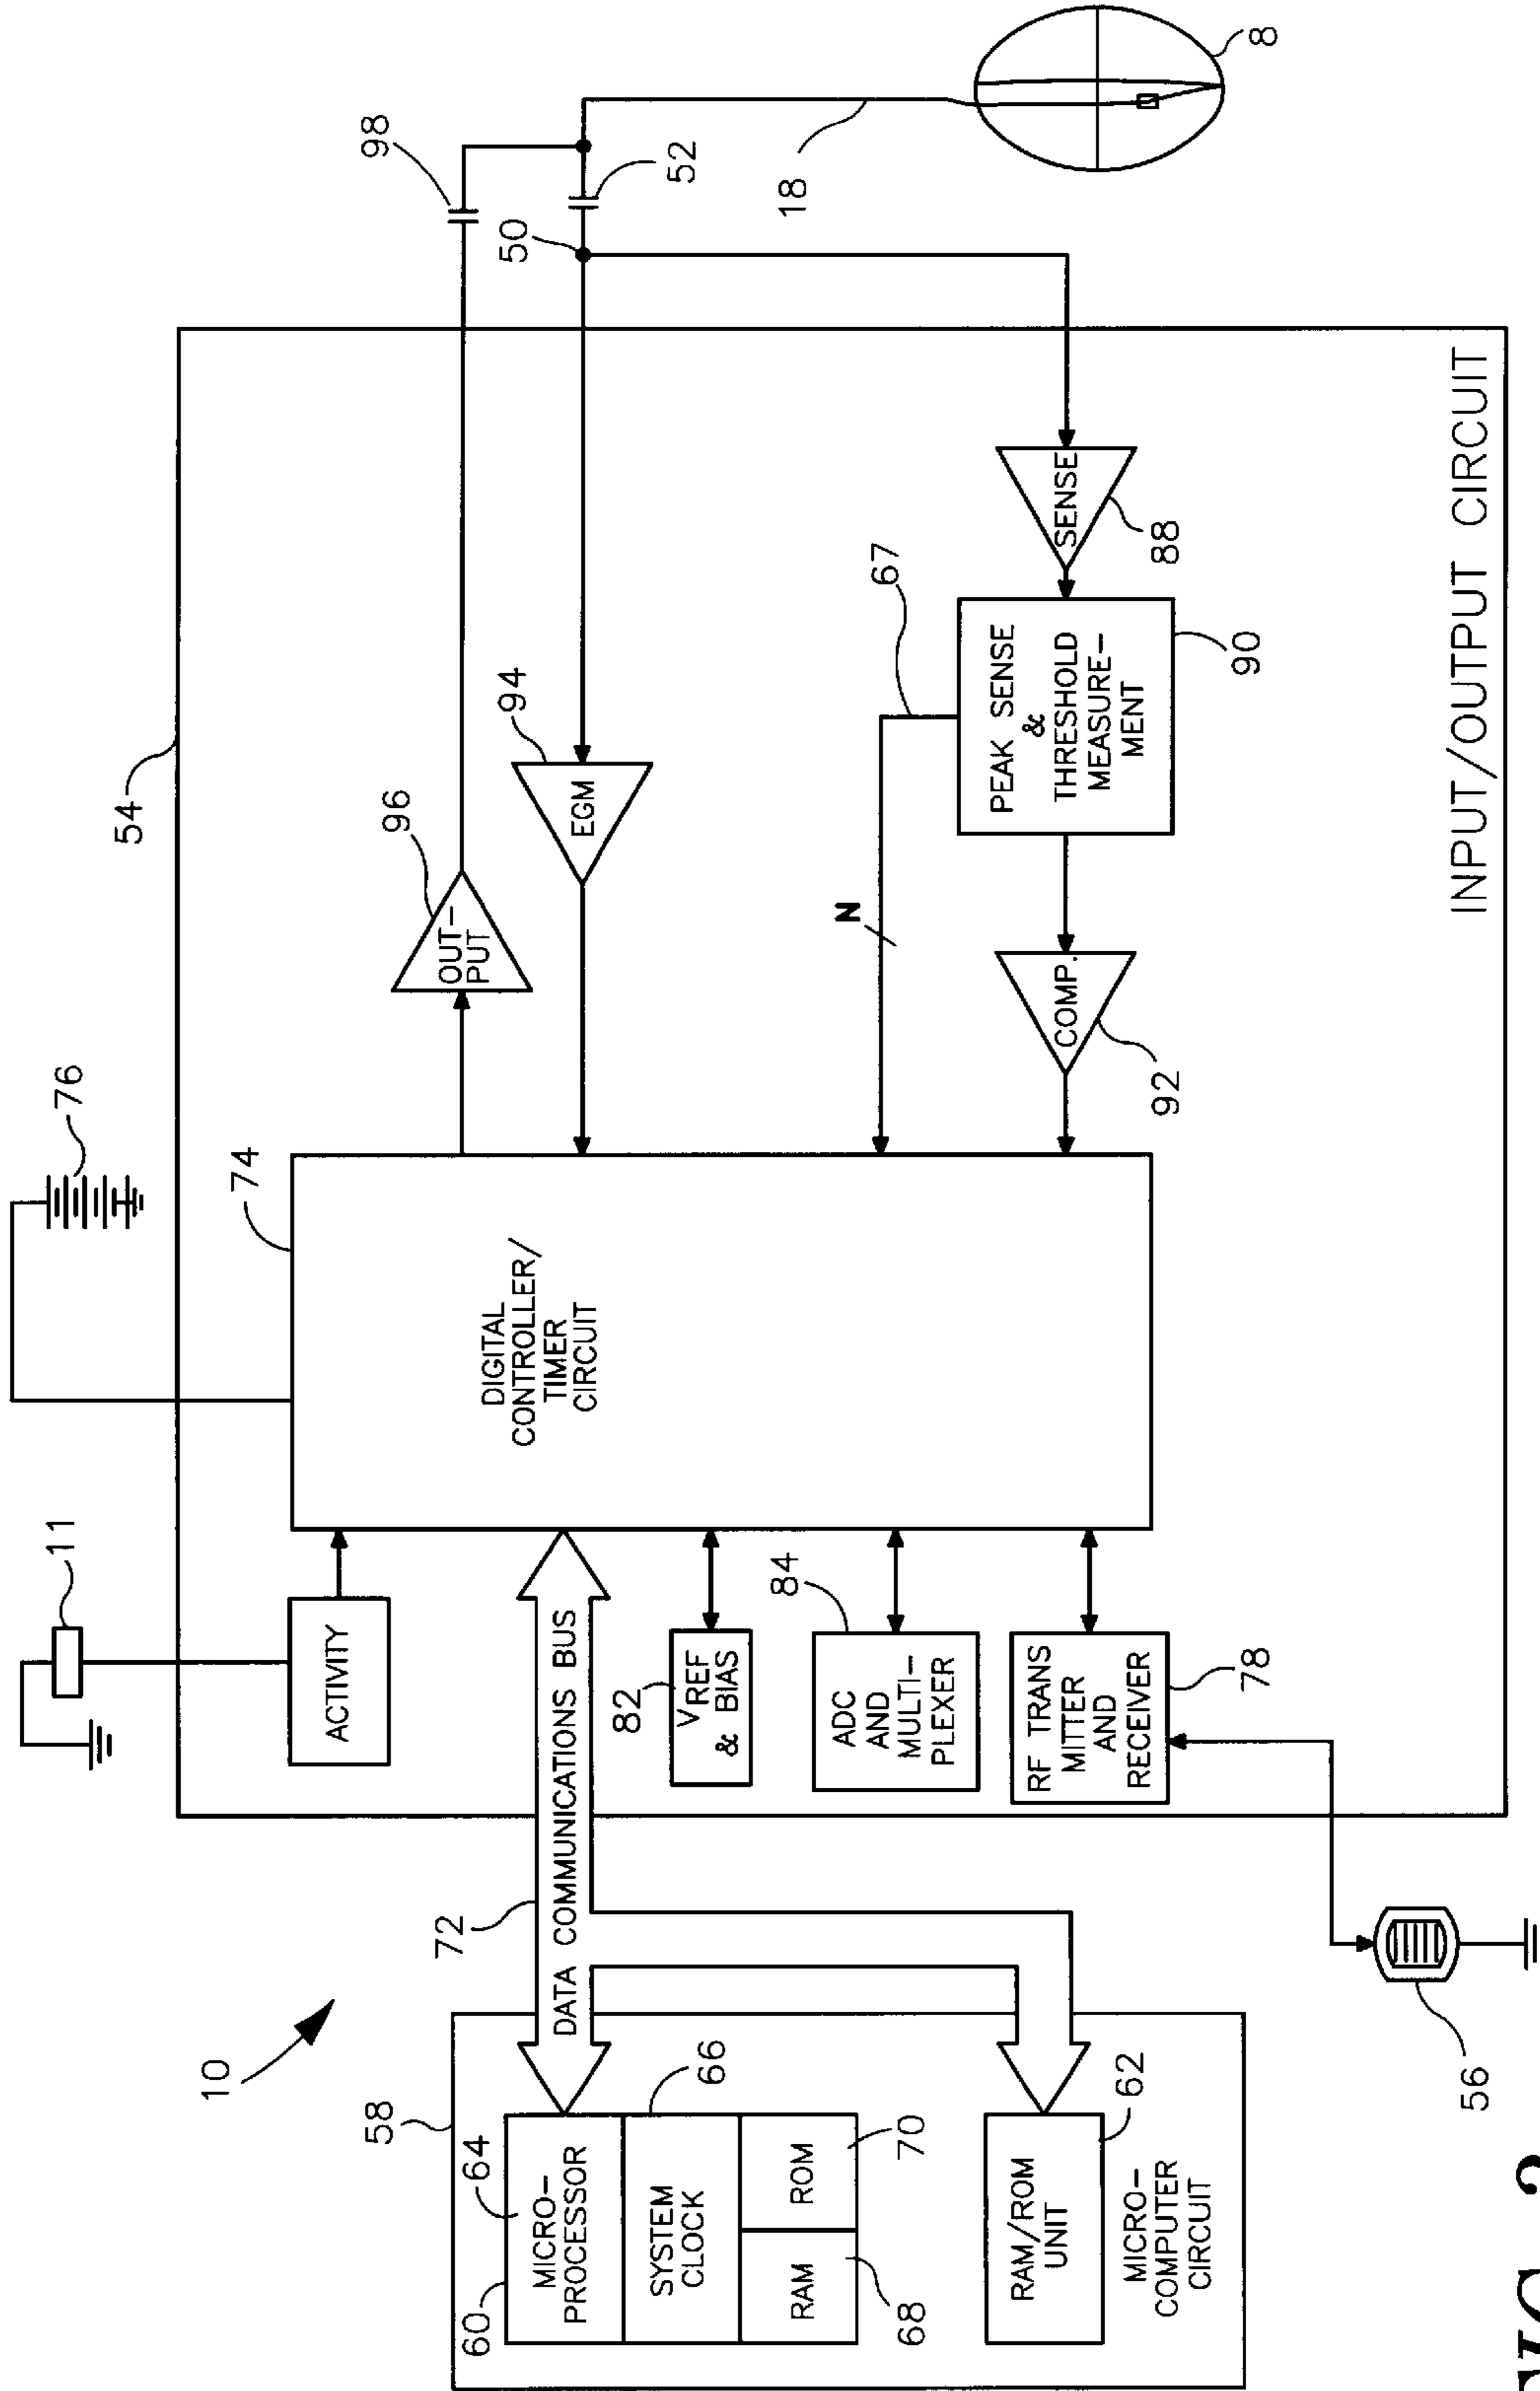 11
76
54
ACTIVITY
74
DIGITAL
CONTROLLER/
TIMER
CIRCUIT
10
58
60
64
MICRO-
PROCESSOR
66
SYSTEM
CLOCK
RAM
ROM
68
70
62
RAM/ROM
UNIT
MICRO-
COMPUTER
CIRCUIT
72
DATA COMMUNICATIONS BUS
82
VREF
& BIAS
84
ADC
AND
MULTI-
PLEXER
RF TRANS
MITTER
AND
RECEIVER
78
56
96
OUT-
PUT
94
EGM
98
50
52
18
8
N
67
COMP.
92
PEAK SENSE
&
THRESHOLD
MEASURE-
MENT
90
SENSE
88
INPUT/OUTPUT CIRCUIT